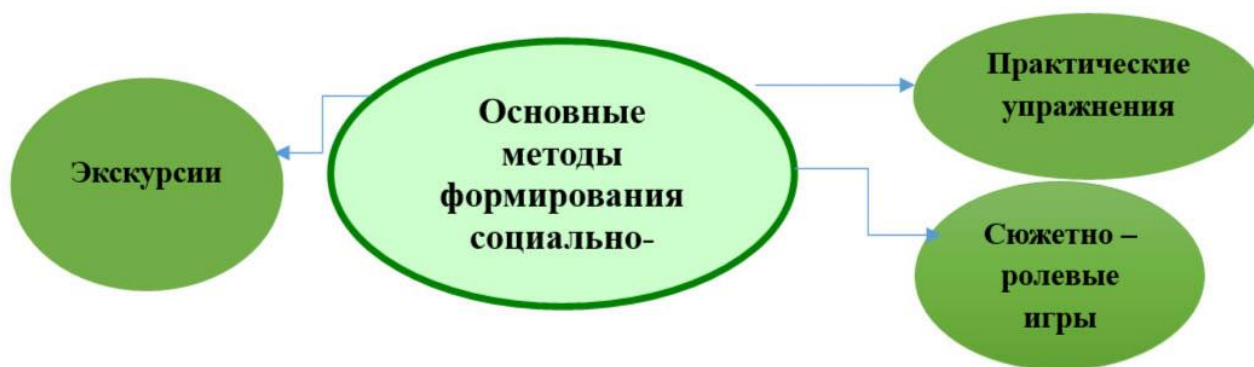 Экскурсии
Основные
методы
формирования
социально-
Практические
упражнения
Сюжетно –
ролевые
игры